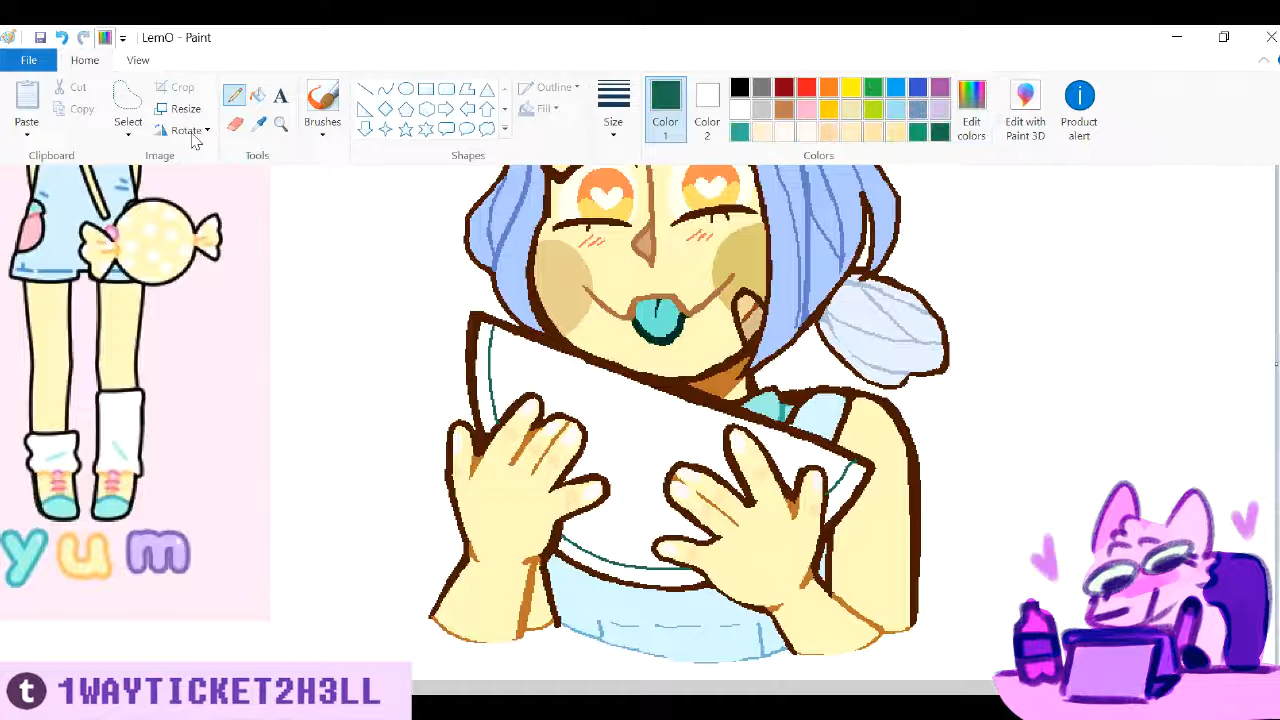 LemO - Paint
File Home View
Paste
Cut
Copy
Clipboard
Select
Crop
Resize
Rotate
Image
A
Tools
Brushes
Shapes
Outline
Fill
Size
Color 1
Color 2
Colors
Edit colors
Edit with Paint 3D
Product alert
yum
t 1WAYTICKET2H3LL